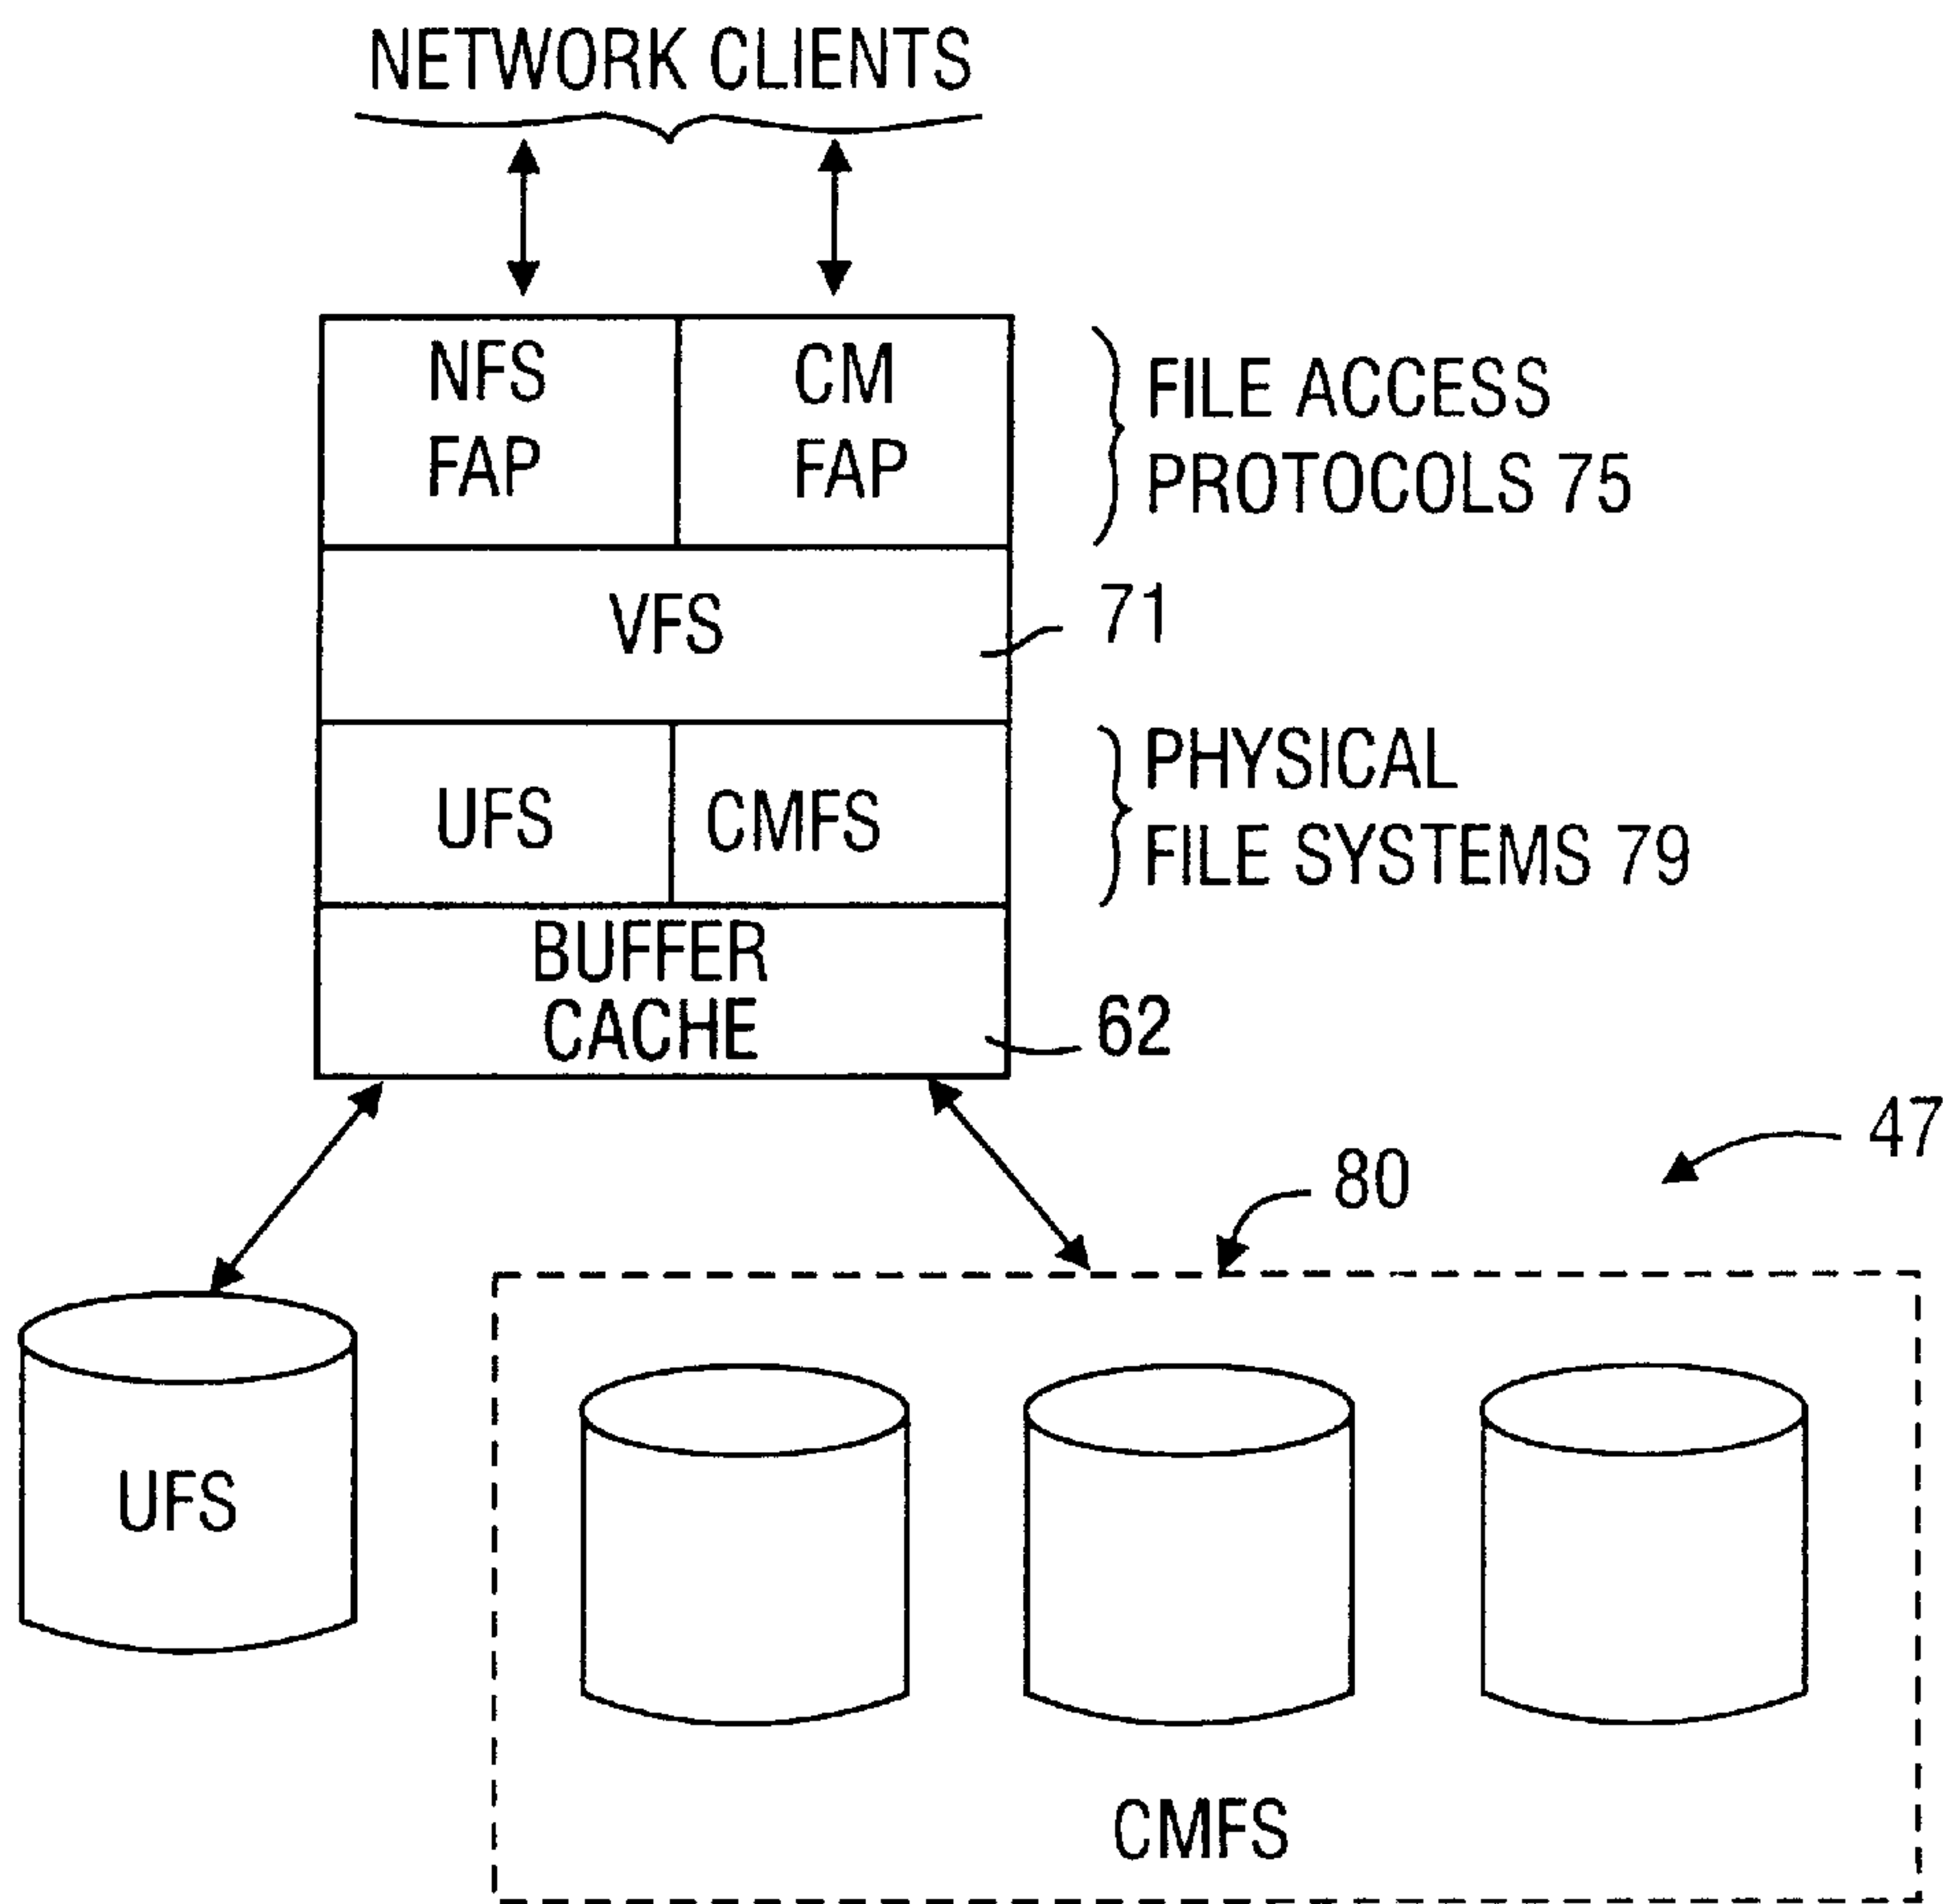 NETWORK CLIENTS
NFS
FAP
CM
FAP
FILE ACCESS
PROTOCOLS 75
VFS
71
UFS
CMFS
PHYSICAL
FILE SYSTEMS 79
BUFFER
CACHE
62
47
80
UFS
CMFS